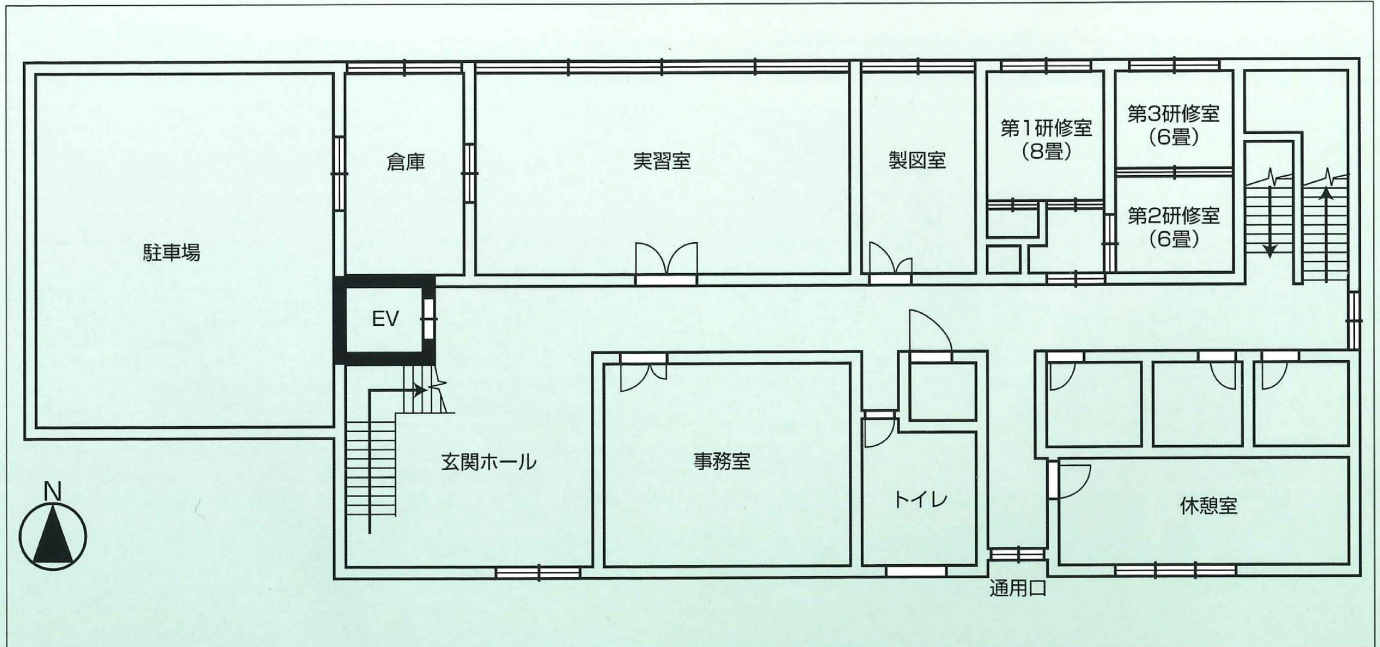 倉庫
実習室
製図室
第1研修室
(8畳)
第3研修室
(6畳)
第2研修室
(6畳)
駐車場
EV
玄関ホール
事務室
トイレ
休憩室
通用口
N